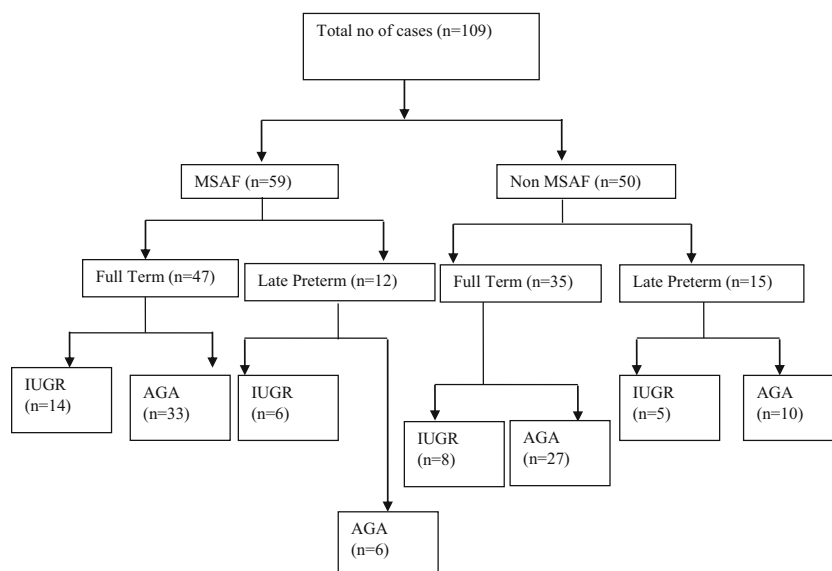 Total no of cases (n=109)
MSAF (n=59)
Non MSAF (n=50)
Full Term (n=47)
Late Preterm (n=12)
Full Term (n=35)
Late Preterm (n=15)
IUGR
(n=14)
AGA
(n=33)
IUGR
(n=6)
AGA
(n=6)
IUGR
(n=8)
AGA
(n=27)
IUGR
(n=5)
AGA
(n=10)